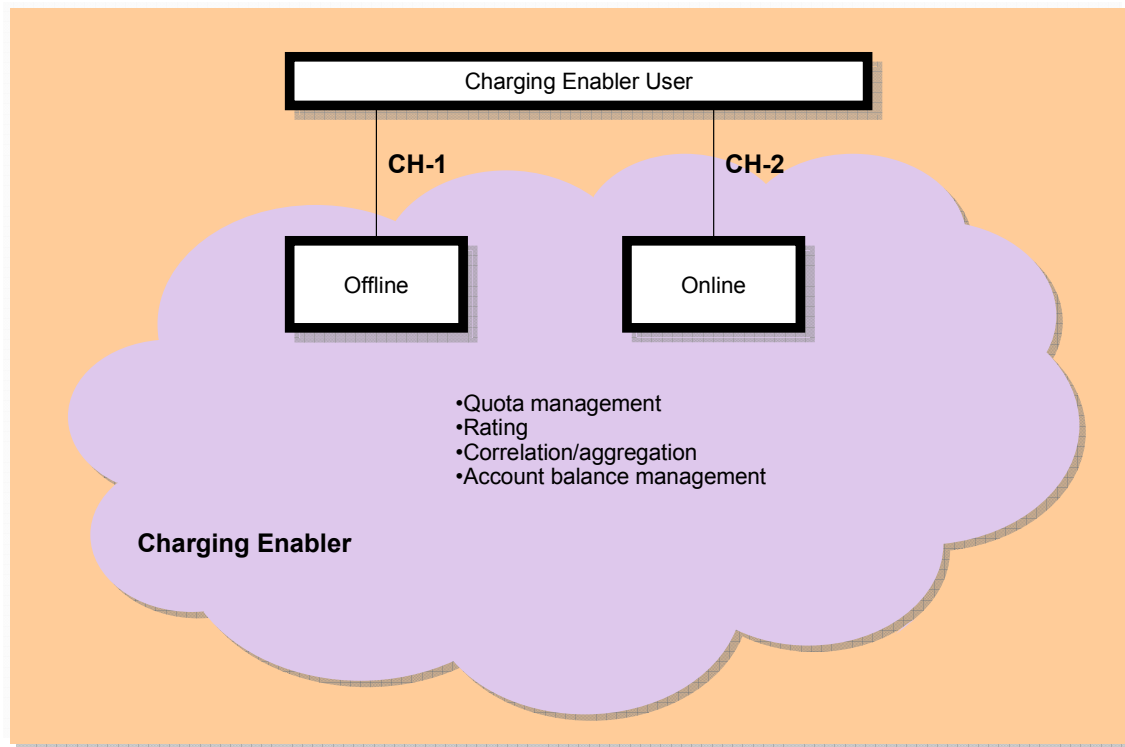 Charging Enabler User
CH-1
CH-2
Offline
Online
•Quota management
•Rating
•Correlation/aggregation
•Account balance management
Charging Enabler